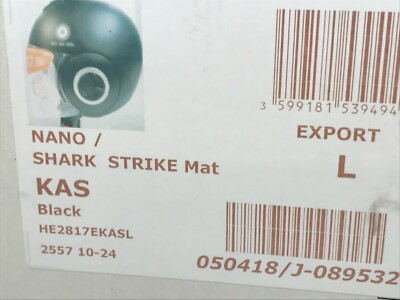 3 599181 539494
NANO /
SHARK STRIKE Mat
EXPORT
KAS
L
Black
HE2817EKASL
2557 10-24
050418/J-089532